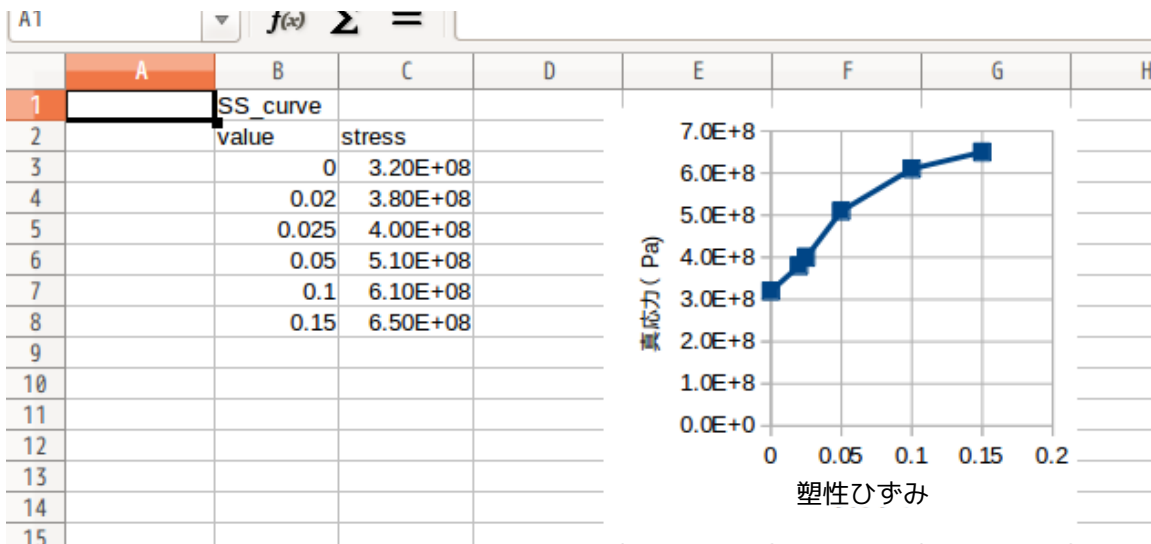 A1 f(x) Σ =
A B C D E F G H
1 SS_curve
2 value stress
3 0 3.20E+08
4 0.02 3.80E+08
5 0.025 4.00E+08
6 0.05 5.10E+08
7 0.1 6.10E+08
8 0.15 6.50E+08
9
10
11
12
13
14
15
7.0E+8
6.0E+8
5.0E+8
4.0E+8
3.0E+8
2.0E+8
1.0E+8
0.0E+0
真応力( Pa)
0 0.05 0.1 0.15 0.2
塑性ひずみ